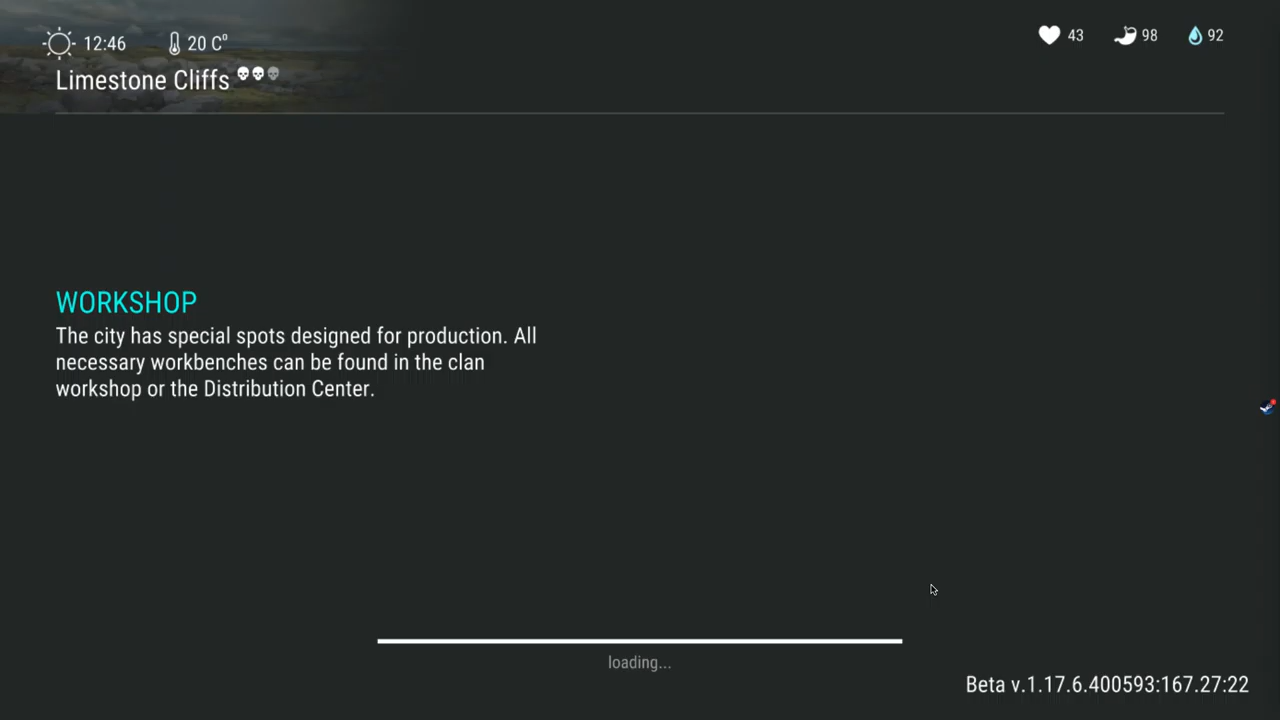 12:46 20 C° 43 98 92
Limestone Cliffs
WORKSHOP
The city has special spots designed for production. All
necessary workbenches can be found in the clan
workshop or the Distribution Center.
loading...
Beta v.1.17.6.400593:167.27:22